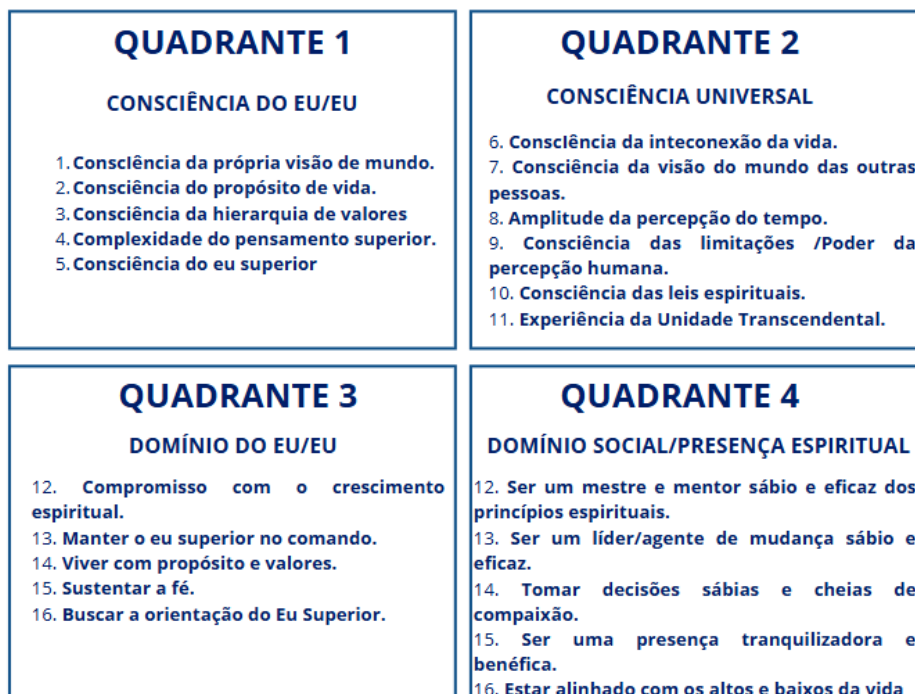 QUADRANTE 1
CONSCIÊNCIA DO EU/EU
1. Consclência da própria visão de mundo.
2. Consciência do propósito de vida.
3. Consciência da hierarquia de valores
4. Complexidade do pensamento superior.
5. Consciência do eu superior
QUADRANTE 2
CONSCIÊNCIA UNIVERSAL
6. Consclência da inteconexão da vida.
7. Consciência da visão do mundo das outras
pessoas.
8. Amplitude da percepção do tempo.
9. Consciência das limitações /Poder da
percepção humana.
10. Consciência das leis espirituais.
11. Experiência da Unidade Transcendental.
QUADRANTE 3
DOMÍNIO DO EU/EU
12. Compromisso com o crescimento
espiritual.
13. Manter o eu superior no comando.
14. Viver com propósito e valores.
15. Sustentar a fé.
16. Buscar a orientação do Eu Superior.
QUADRANTE 4
DOMÍNIO SOCIAL/PRESENÇA ESPIRITUAL
12. Ser um mestre e mentor sábio e eficaz dos
princípios espirituais.
13. Ser um líder/agente de mudança sábio e
eficaz.
14. Tomar decisões sábias e cheias de
compaixão.
15. Ser uma presença tranquilizadora e
benéfica.
16. Estar alinhado com os altos e baixos da vida